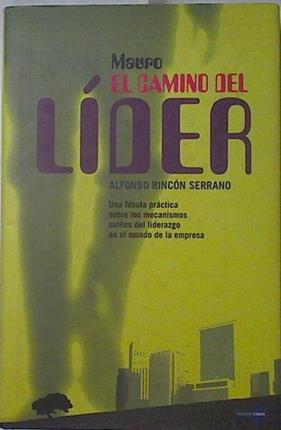 Mauro
EL CAMINO DEL
LÍDER
ALFONSO RINCÓN SERRANO
Una fábula práctica
sobre los mecanismos
sutiles del liderazgo
en el mundo de la empresa